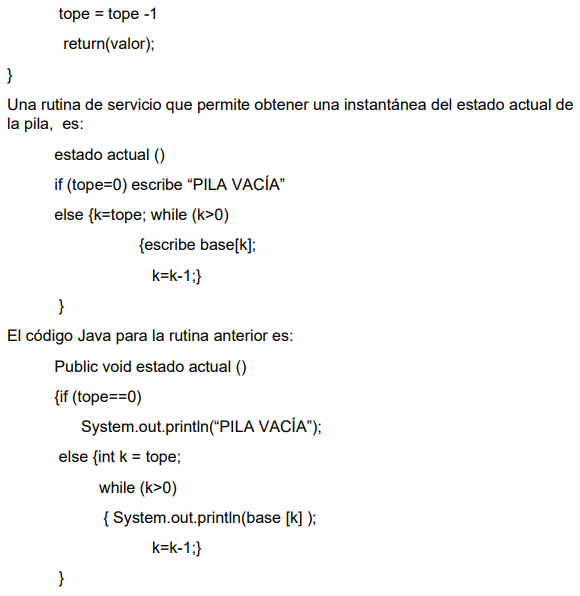 tope = tope -1
return(valor);
}
Una rutina de servicio que permite obtener una instantánea del estado actual de
la pila,  es:
estado actual ()
if (tope=0) escribe “PILA VACÍA”
else {k=tope; while (k>0)
{escribe base[k];
k=k-1;}
}
El código Java para la rutina anterior es:
Public void estado actual ()
{if (tope==0)
System.out.println(“PILA VACÍA”);
else {int k = tope;
while (k>0)
{ System.out.println(base [k] );
k=k-1;}
}